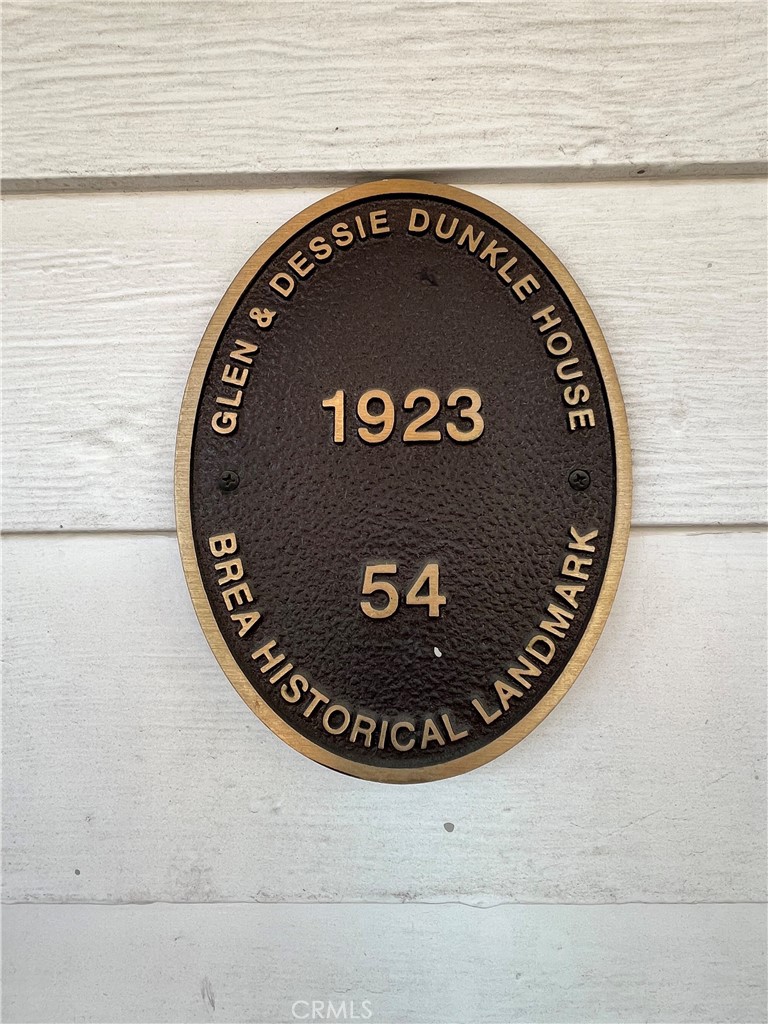 GLEN & DESSIE DUNKLE HOUSE
1923
54
BREA HISTORICAL LANDMARK
CRMLS